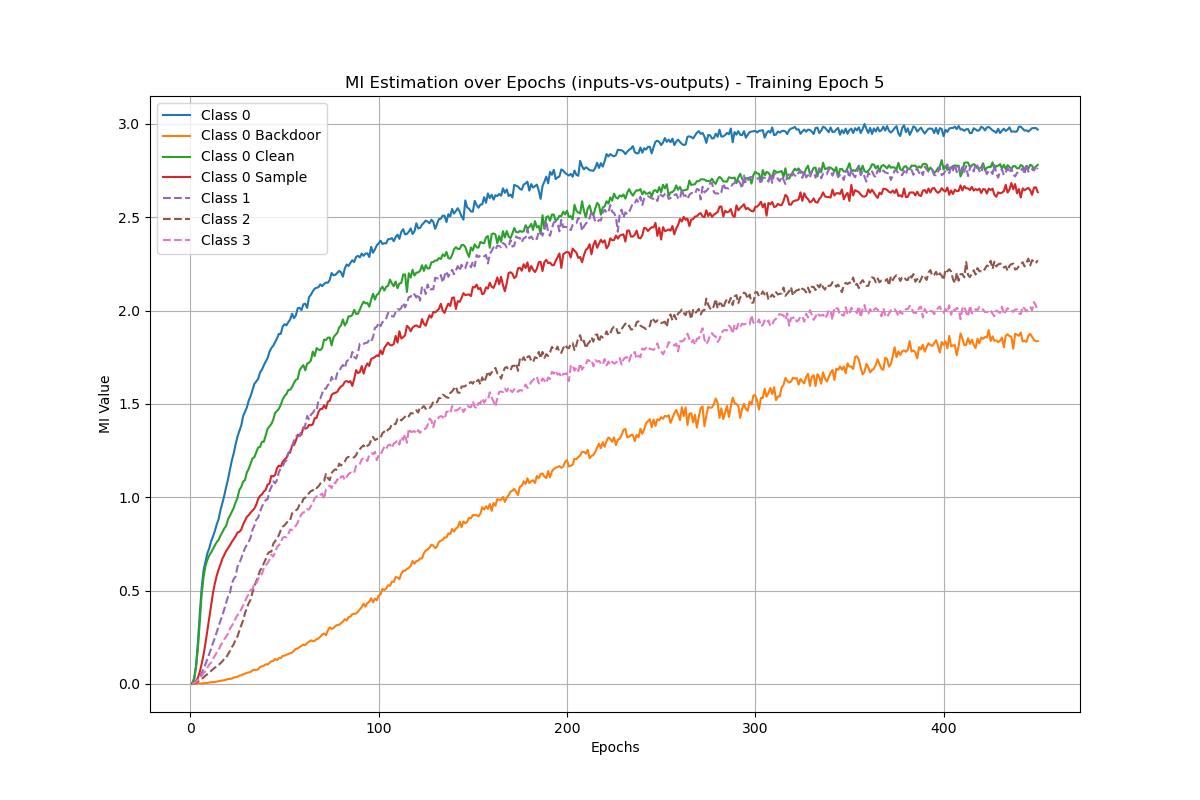 MI Estimation over Epochs (inputs-vs-outputs) - Training Epoch 5
Class 0
Class 0 Backdoor
Class 0 Clean
Class 0 Sample
Class 1
Class 2
Class 3
3.0
2.5
2.0
1.5
1.0
0.5
0.0
MI Value
0 100 200 300 400
Epochs